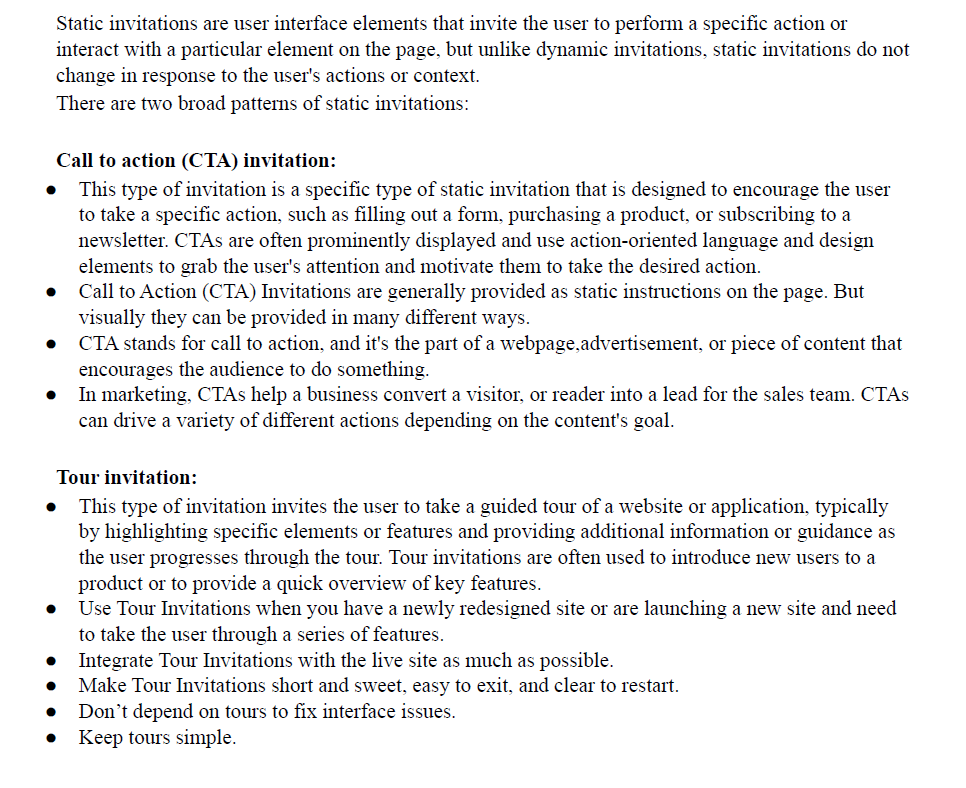 Static invitations are user interface elements that invite the user to perform a specific action or
interact with a particular element on the page, but unlike dynamic invitations, static invitations do not
change in response to the user's actions or context.
There are two broad patterns of static invitations:
Call to action (CTA) invitation:
● This type of invitation is a specific type of static invitation that is designed to encourage the user
to take a specific action, such as filling out a form, purchasing a product, or subscribing to a
newsletter. CTAs are often prominently displayed and use action-oriented language and design
elements to grab the user's attention and motivate them to take the desired action.
● Call to Action (CTA) Invitations are generally provided as static instructions on the page. But
visually they can be provided in many different ways.
● CTA stands for call to action, and it's the part of a webpage,advertisement, or piece of content that
encourages the audience to do something.
● In marketing, CTAs help a business convert a visitor, or reader into a lead for the sales team. CTAs
can drive a variety of different actions depending on the content's goal.
Tour invitation:
● This type of invitation invites the user to take a guided tour of a website or application, typically
by highlighting specific elements or features and providing additional information or guidance as
the user progresses through the tour. Tour invitations are often used to introduce new users to a
product or to provide a quick overview of key features.
● Use Tour Invitations when you have a newly redesigned site or are launching a new site and need
to take the user through a series of features.
● Integrate Tour Invitations with the live site as much as possible.
● Make Tour Invitations short and sweet, easy to exit, and clear to restart.
● Don’t depend on tours to fix interface issues.
● Keep tours simple.